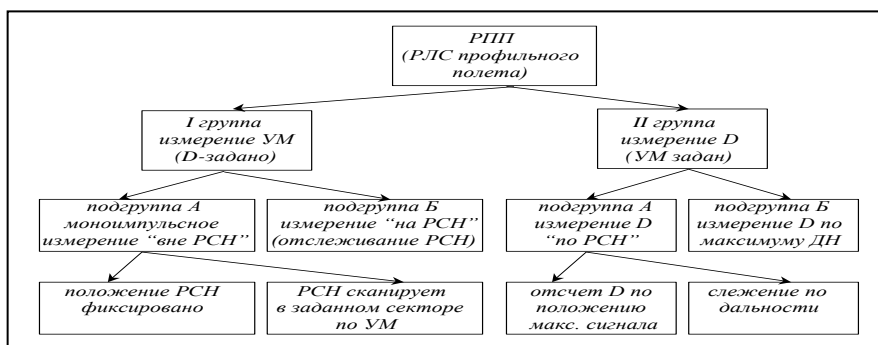 РПП
(РЛС профильного
полета)
I группа
измерение УМ
(D-задано)
II группа
измерение D
(УМ задан)
подгруппа А
моноимпульсное
измерение “вне РСН”
подгруппа Б
измерение “на РСН”
(отслеживание РСН)
подгруппа А
измерение D
“по РСН”
подгруппа Б
измерение D по
максимуму ДН
положение РСН
фиксировано
РСН сканирует
в заданном секторе
по УМ
отсчет D по
положению
макс. сигнала
слежение по
дальности